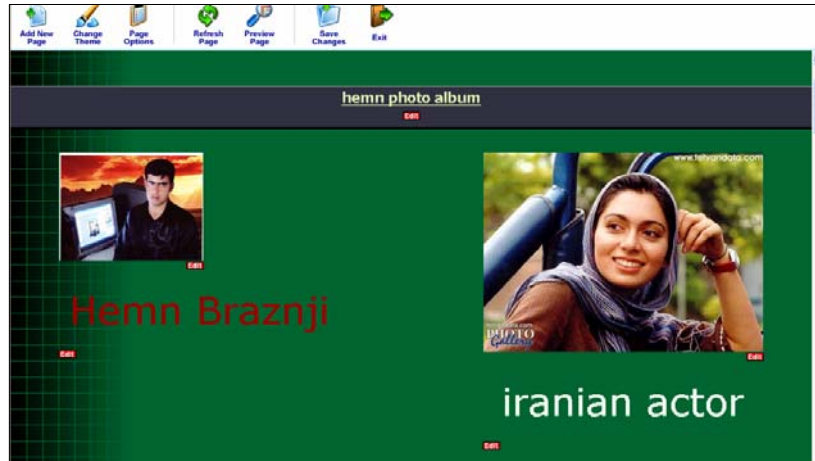 Add New Page
Change Theme
Page Options
Refresh Page
Preview Page
Save Changes
Exit
hemn photo album
Edit
www.tehvandata.com
Edit
Hemn Braznji
PHOTO
Gallery
Edit
Edit
iranian actor
Edit